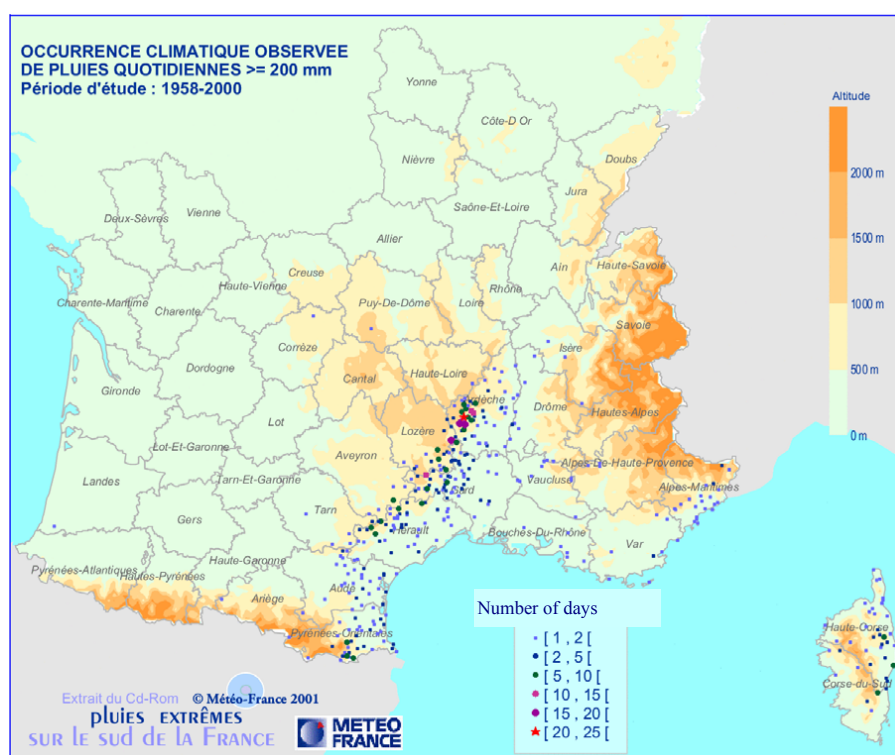 OCCURRENCE CLIMATIQUE OBSERVEE
DE PLUIES QUOTIDIENNES >= 200 mm
Période d'étude : 1958-2000
Altitude
2000 m
1500 m
1000 m
500 m
0 m
Yonne
Côte-D Or
Nièvre
Doubs
Jura
Saône-Et-Loire
Deux-Sèvres
Vienne
Allier
Ain
Haute-Savoie
Creuse
Haute-Vienne
Rhône
Charente-Maritime
Charente
Puy-De-Dôme
Loire
Savoie
Corrèze
Isère
Dordogne
Cantal
Haute-Loire
Gironde
Ardèche
Drôme
Hautes-Alpes
Lot
Lozère
Lot-Et-Garonne
Aveyron
Alpes-De-Haute-Provence
Landes
Tarn-Et-Garonne
Gard
Vaucluse
Alpes-Maritimes
Gers
Tarn
Hérault
Bouches-Du-Rhône
Var
Haute-Garonne
Pyrénées-Atlantiques
Hautes-Pyrénées
Aude
Ariège
Pyrénées-Orientales
Haute-Corse
Corse-du-Sud
Number of days
[ 1 , 2 [
[ 2 , 5 [
[ 5 , 10 [
[ 10 , 15 [
[ 15 , 20 [
[ 20 , 25 [
Extrait du Cd-Rom © Météo-France 2001
pluies EXTRÊMES
SUR LE SUD DE LA FRANCE
METEO
FRANCE